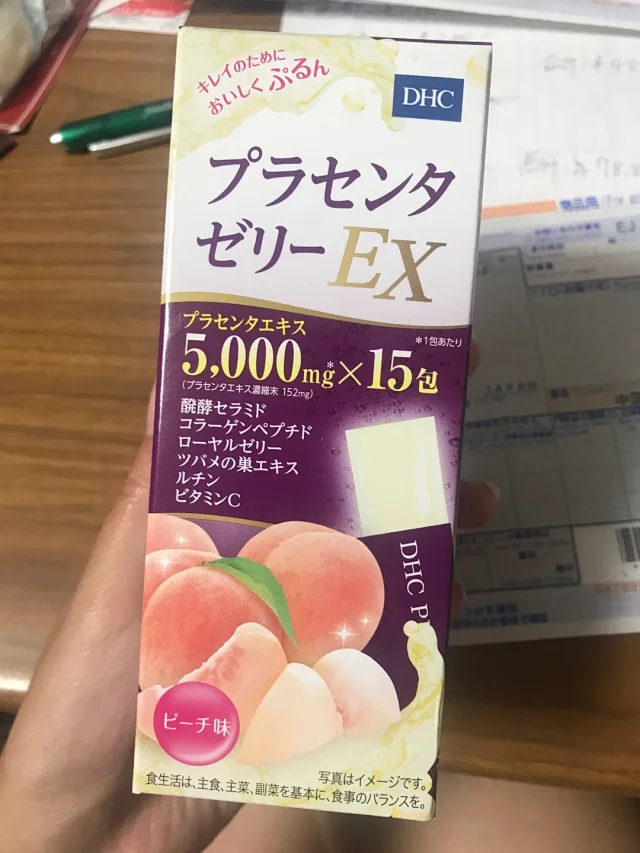 キレイのために
おいしく ぷるん
DHC
プラセンタ
ゼリーEX
プラセンタエキス
*1包あたり
5,000mg*×15包
(プラセンタエキス濃縮末 152mg)
醗酵セラミド
コラーゲンペプチド
ローヤルゼリー
ツバメの巣エキス
ルチン
ビタミンC
DHC P
ピーチ味
写真はイメージです。
食生活は、主食、主菜、副菜を基本に、食事のバランスを。
物品用
JAPAN